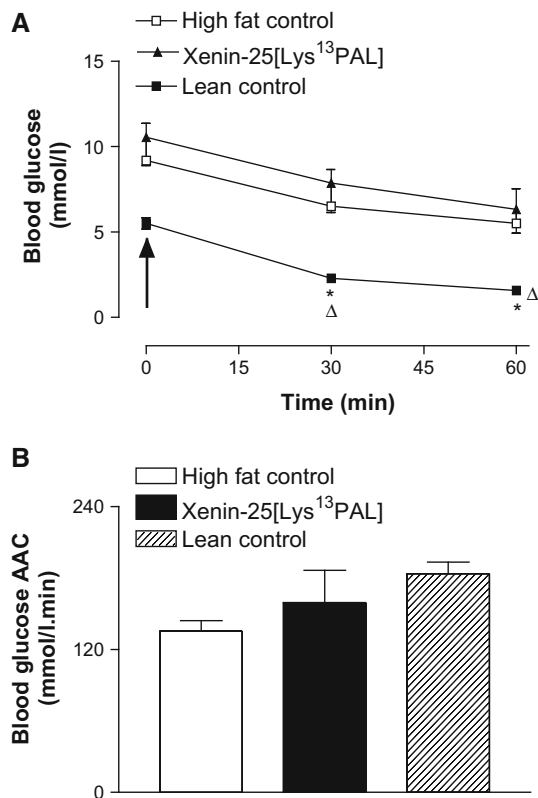 A
High fat control
Xenin-25[Lys¹³PAL]
Lean control
Blood glucose
(mmol/l)
15
10
5
0
*
Δ
Δ
*
0 15 30 45 60
Time (min)
B
High fat control
Xenin-25[Lys¹³PAL]
Lean control
Blood glucose AAC
(mmol/l.min)
240
120
0